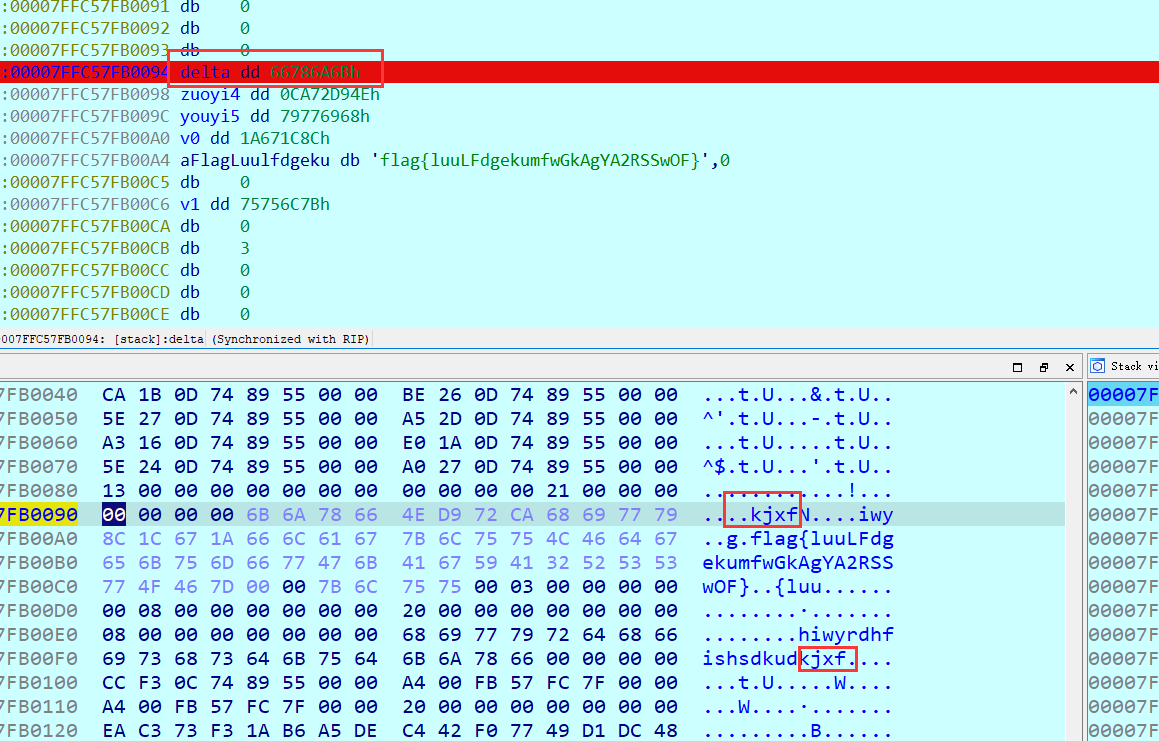 :00007FFC57FB0091 db    0
:00007FFC57FB0092 db    0
:00007FFC57FB0093 db    0
:00007FFC57FB0094 delta dd 66786A6Bh
:00007FFC57FB0098 zuoyi4 dd 0CA72D94Eh
:00007FFC57FB009C youyi5 dd 79776968h
:00007FFC57FB00A0 v0 dd 1A671C8Ch
:00007FFC57FB00A4 aFlagLuulfdgeku db 'flag{luuLFdgekumfwGkAgYA2RSSwOF}',0
:00007FFC57FB00C5 db    0
:00007FFC57FB00C6 v1 dd 75756C7Bh
:00007FFC57FB00CA db    0
:00007FFC57FB00CB db    3
:00007FFC57FB00CC db    0
:00007FFC57FB00CD db    0
:00007FFC57FB00CE db    0
007FFC57FB0094: [stack]:delta (Synchronized with RIP)
Stack vi
7FB0040 CA 1B 0D 74 89 55 00 00 BE 26 0D 74 89 55 00 00 ...t.U...&.t.U.. 00007F
7FB0050 5E 27 0D 74 89 55 00 00 A5 2D 0D 74 89 55 00 00 ^'.t.U...-.t.U.. 00007F
7FB0060 A3 16 0D 74 89 55 00 00 E0 1A 0D 74 89 55 00 00 ...t.U.....t.U.. 00007F
7FB0070 5E 24 0D 74 89 55 00 00 A0 27 0D 74 89 55 00 00 ^$.t.U...'.t.U.. 00007F
7FB0080 13 00 00 00 00 00 00 00 00 00 00 00 21 00 00 00 ............!... 00007F
7FB0090 00 00 00 00 6B 6A 78 66 4E D9 72 CA 68 69 77 79 ....kjxfN....iwy 00007F
7FB00A0 8C 1C 67 1A 66 6C 61 67 7B 6C 75 75 4C 46 64 67 ..g.flag{luuLFdg 00007F
7FB00B0 65 6B 75 6D 66 77 47 6B 41 67 59 41 32 52 53 53 ekumfwGkAgYA2RSS 00007F
7FB00C0 77 4F 46 7D 00 00 7B 6C 75 75 00 03 00 00 00 00 wOF}..{luu...... 00007F
7FB00D0 00 08 00 00 00 00 00 00 20 00 00 00 00 00 00 00 ........·....... 00007F
7FB00E0 08 00 00 00 00 00 00 00 68 69 77 79 72 64 68 66 ........hiwyrdhf 00007F
7FB00F0 69 73 68 73 64 6B 75 64 6B 6A 78 66 00 00 00 00 ishsdkudkjxf.... 00007F
7FB0100 CC F3 0C 74 89 55 00 00 A4 00 FB 57 FC 7F 00 00 ...t.U.....W.... 00007F
7FB0110 A4 00 FB 57 FC 7F 00 00 20 00 00 00 00 00 00 00 ...W....·....... 00007F
7FB0120 EA C3 73 F3 1A B6 A5 DE C4 42 F0 77 49 D1 DC 48 .........B...... 00007F